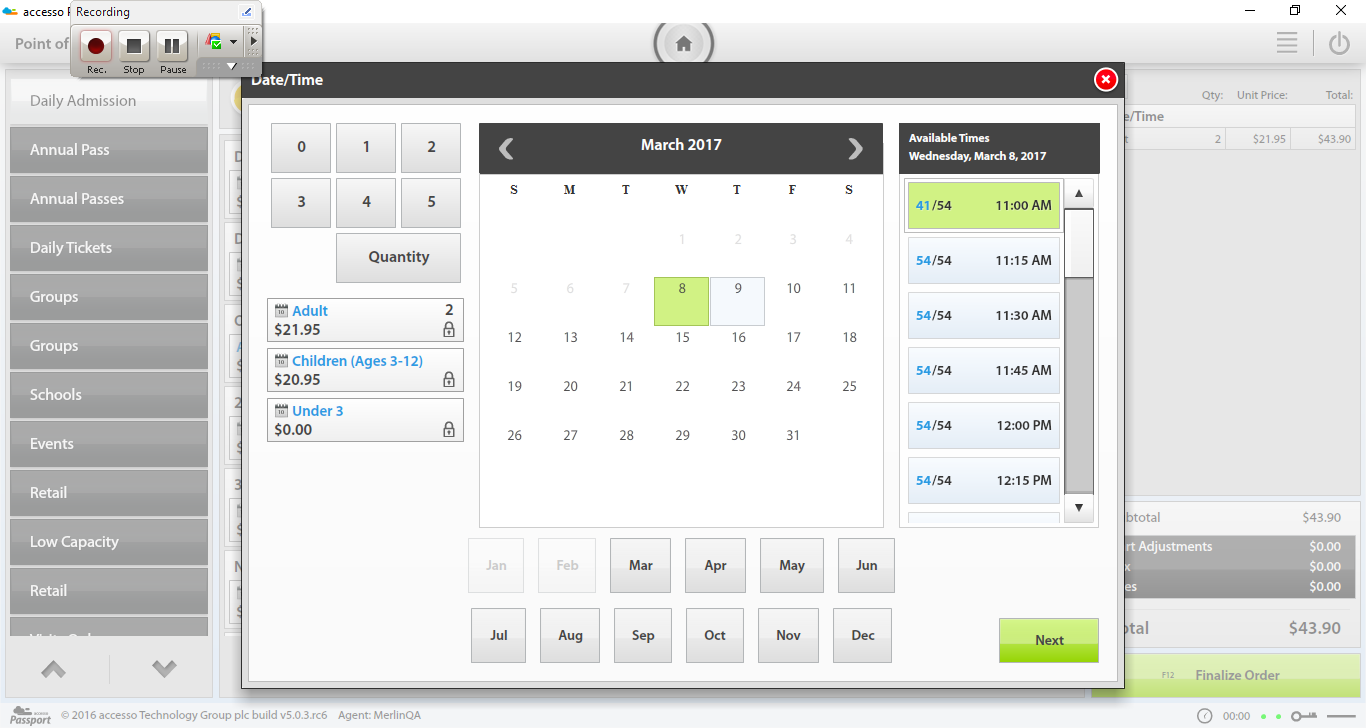 accesso P
Recording
Rec. Stop Pause
Point of
Daily Admission
Annual Pass
Annual Passes
Daily Tickets
Groups
Groups
Schools
Events
Retail
Low Capacity
Retail
Date/Time
0 1 2
3 4 5
Quantity
Adult 2
$21.95
Children (Ages 3-12)
$20.95
Under 3
$0.00
March 2017
S M T W T F S
1 2 3 4
5 6 7 8 9 10 11
12 13 14 15 16 17 18
19 20 21 22 23 24 25
26 27 28 29 30 31
Available Times
Wednesday, March 8, 2017
41/54 11:00 AM
54/54 11:15 AM
54/54 11:30 AM
54/54 11:45 AM
54/54 12:00 PM
54/54 12:15 PM
Jan Feb Mar Apr May Jun
Jul Aug Sep Oct Nov Dec
Next
Qty: Unit Price: Total:
e/Time
t 2 $21.95 $43.90
btotal $43.90
rt Adjustments $0.00
x $0.00
es $0.00
tal $43.90
F12 Finalize Order
accesso
Passport
© 2016 accesso Technology Group plc build v5.0.3.rc6 Agent: MerlinQA
00:00